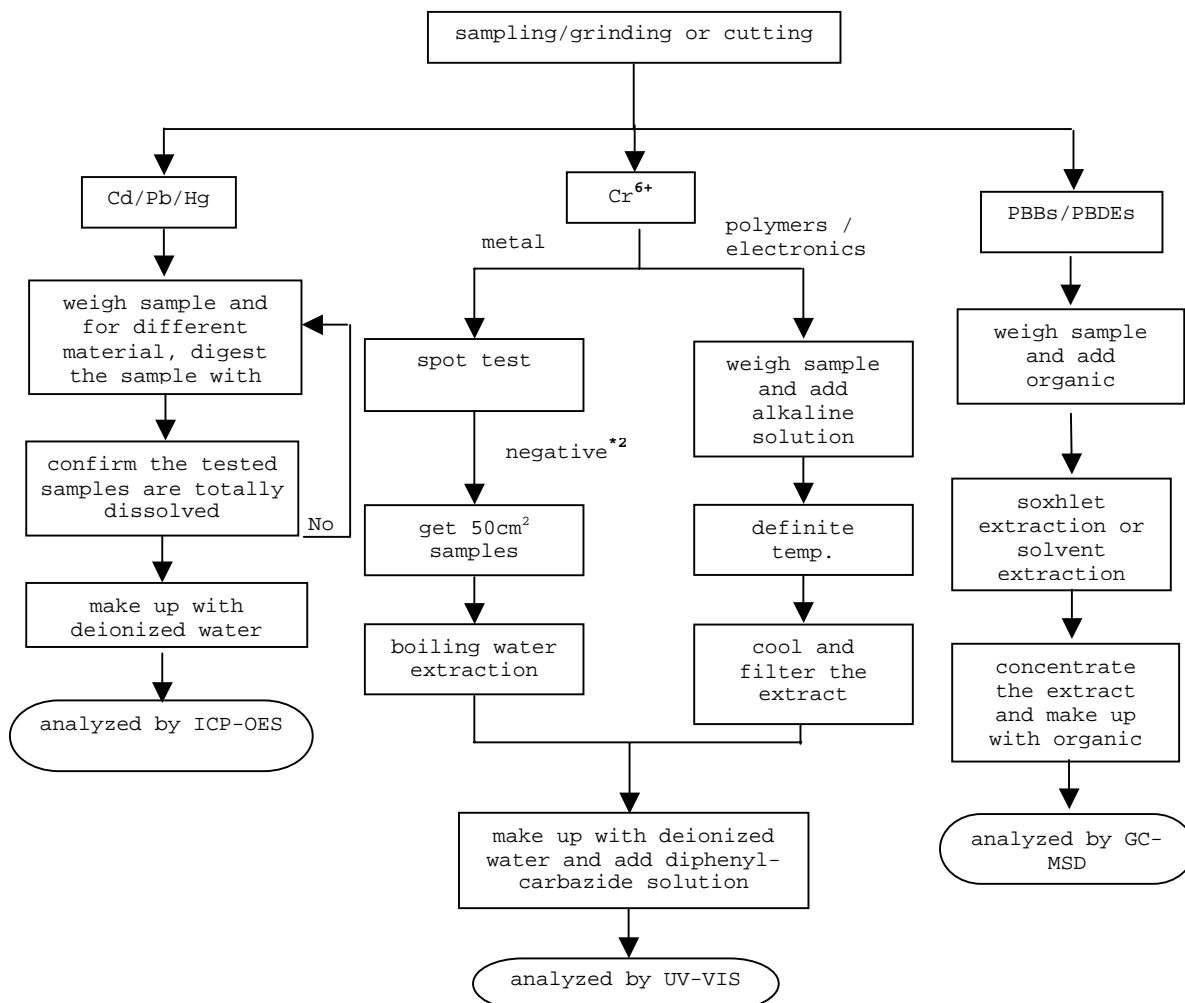 sampling/grinding or cutting
Cd/Pb/Hg
weigh sample and
for different
material, digest
the sample with
confirm the tested
samples are totally
dissolved
No
make up with
deionized water
analyzed by ICP-OES
Cr⁶⁺
metal
polymers /
electronics
spot test
negative*²
get 50cm²
samples
boiling water
extraction
weigh sample
and add
alkaline
solution
definite
temp.
cool and
filter the
extract
make up with deionized
water and add diphenyl-
carbazide solution
analyzed by UV-VIS
PBBs/PBDEs
weigh sample
and add
organic
soxhlet
extraction or
solvent
extraction
concentrate
the extract
and make up
with organic
analyzed by GC-
MSD